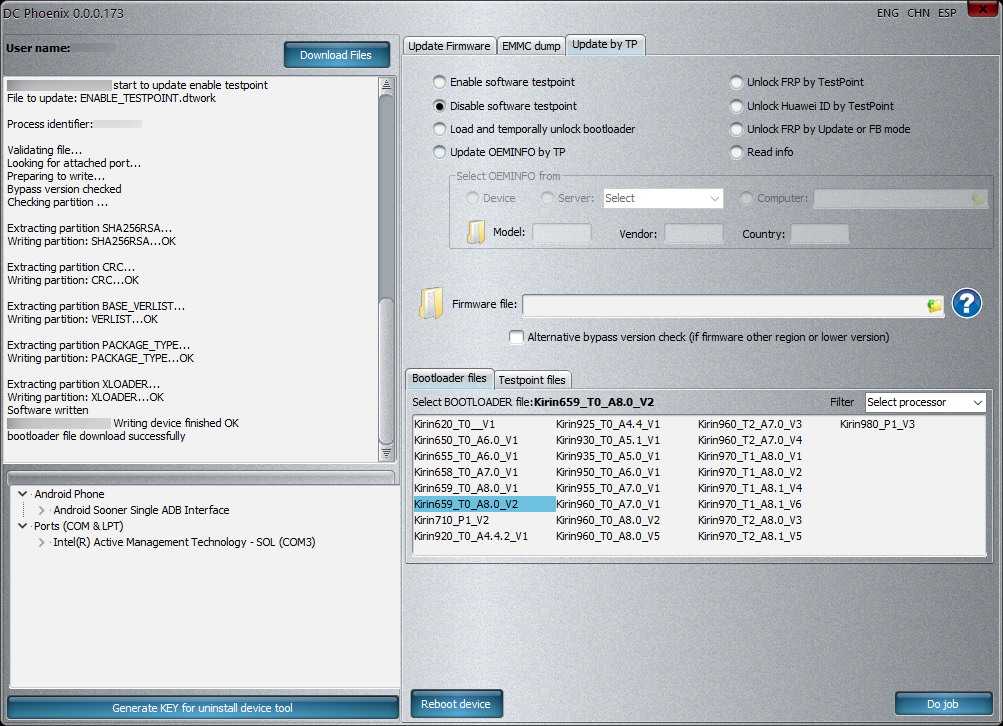 DC Phoenix 0.0.0.173
ENG CHN ESP
User name:
Download Files
start to update enable testpoint
File to update: ENABLE_TESTPOINT.dtwork
Process identifier:
Validating file...
Looking for attached port...
Preparing to write...
Bypass version checked
Checking partition ...
Extracting partition SHA256RSA...
Writing partition: SHA256RSA...OK
Extracting partition CRC...
Writing partition: CRC...OK
Extracting partition BASE_VERLIST...
Writing partition: VERLIST...OK
Extracting partition PACKAGE_TYPE...
Writing partition: PACKAGE_TYPE...OK
Extracting partition XLOADER...
Writing partition: XLOADER...OK
Software written
Writing device finished OK
bootloader file download successfully
Android Phone
Android Sooner Single ADB Interface
Ports (COM & LPT)
Intel(R) Active Management Technology - SOL (COM3)
Generate KEY for uninstall device tool
Update Firmware EMMC dump Update by TP
Enable software testpoint
Disable software testpoint
Load and temporally unlock bootloader
Update OEMINFO by TP
Unlock FRP by TestPoint
Unlock Huawei ID by TestPoint
Unlock FRP by Update or FB mode
Read info
Select OEMINFO from
Device Server: Select Computer:
Model: Vendor: Country:
Firmware file:
?
Alternative bypass version check (if firmware other region or lower version)
Bootloader files Testpoint files
Select BOOTLOADER file:Kirin659_T0_A8.0_V2 Filter Select processor
Kirin620_T0__V1 Kirin925_T0_A4.4_V1 Kirin960_T2_A7.0_V3 Kirin980_P1_V3
Kirin650_T0_A6.0_V1 Kirin930_T0_A5.1_V1 Kirin960_T2_A7.0_V4
Kirin655_T0_A6.0_V1 Kirin935_T0_A5.0_V1 Kirin970_T1_A8.0_V1
Kirin658_T0_A7.0_V1 Kirin950_T0_A6.0_V1 Kirin970_T1_A8.0_V2
Kirin659_T0_A8.0_V1 Kirin955_T0_A7.0_V1 Kirin970_T1_A8.1_V4
Kirin659_T0_A8.0_V2 Kirin960_T0_A7.0_V1 Kirin970_T1_A8.1_V6
Kirin710_P1_V2 Kirin960_T0_A8.0_V2 Kirin970_T2_A8.0_V3
Kirin920_T0_A4.4.2_V1 Kirin960_T0_A8.0_V5 Kirin970_T2_A8.1_V5
Reboot device
Do job